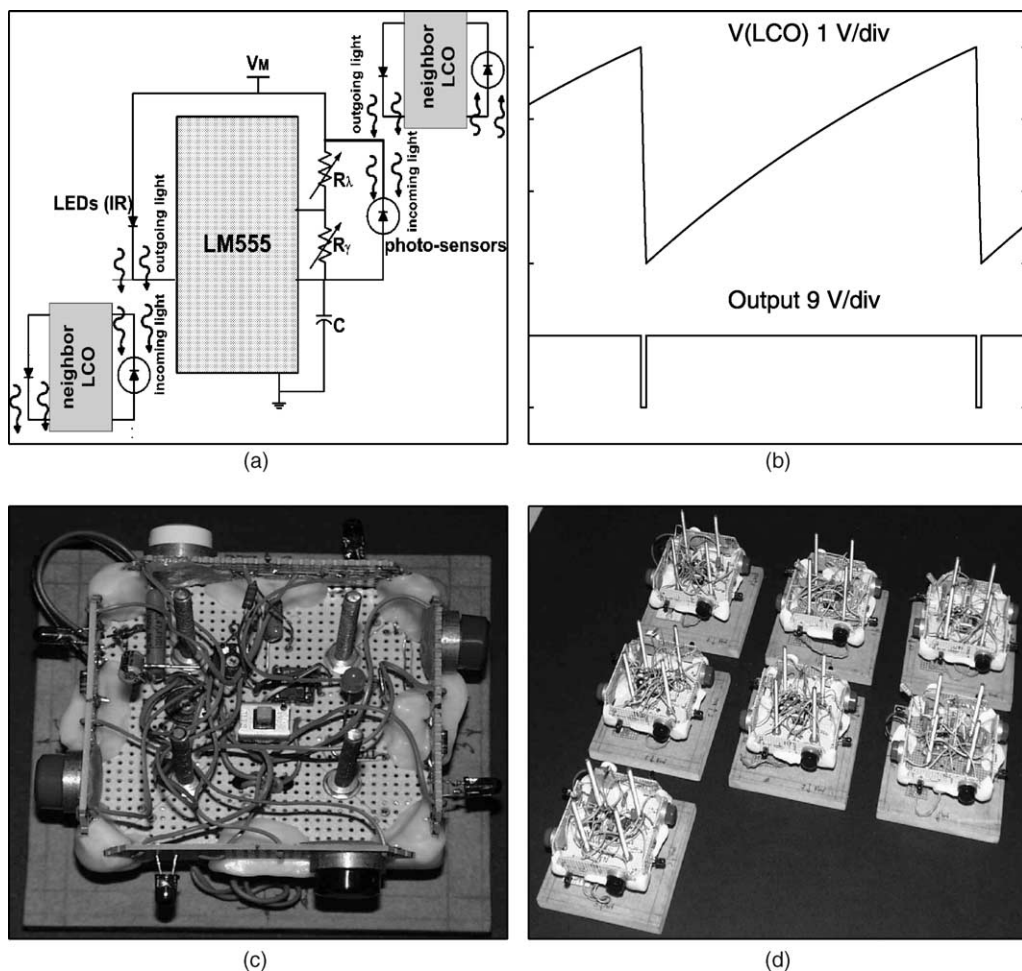 neighbor
LCO
outgoing light
incoming light
VM
Rλ
LEDs (IR)
outgoing light
LM555
Rγ
photo-sensors
C
neighbor
LCO
incoming light
(a)
V(LCO) 1 V/div
Output 9 V/div
(b)
(c)
(d)